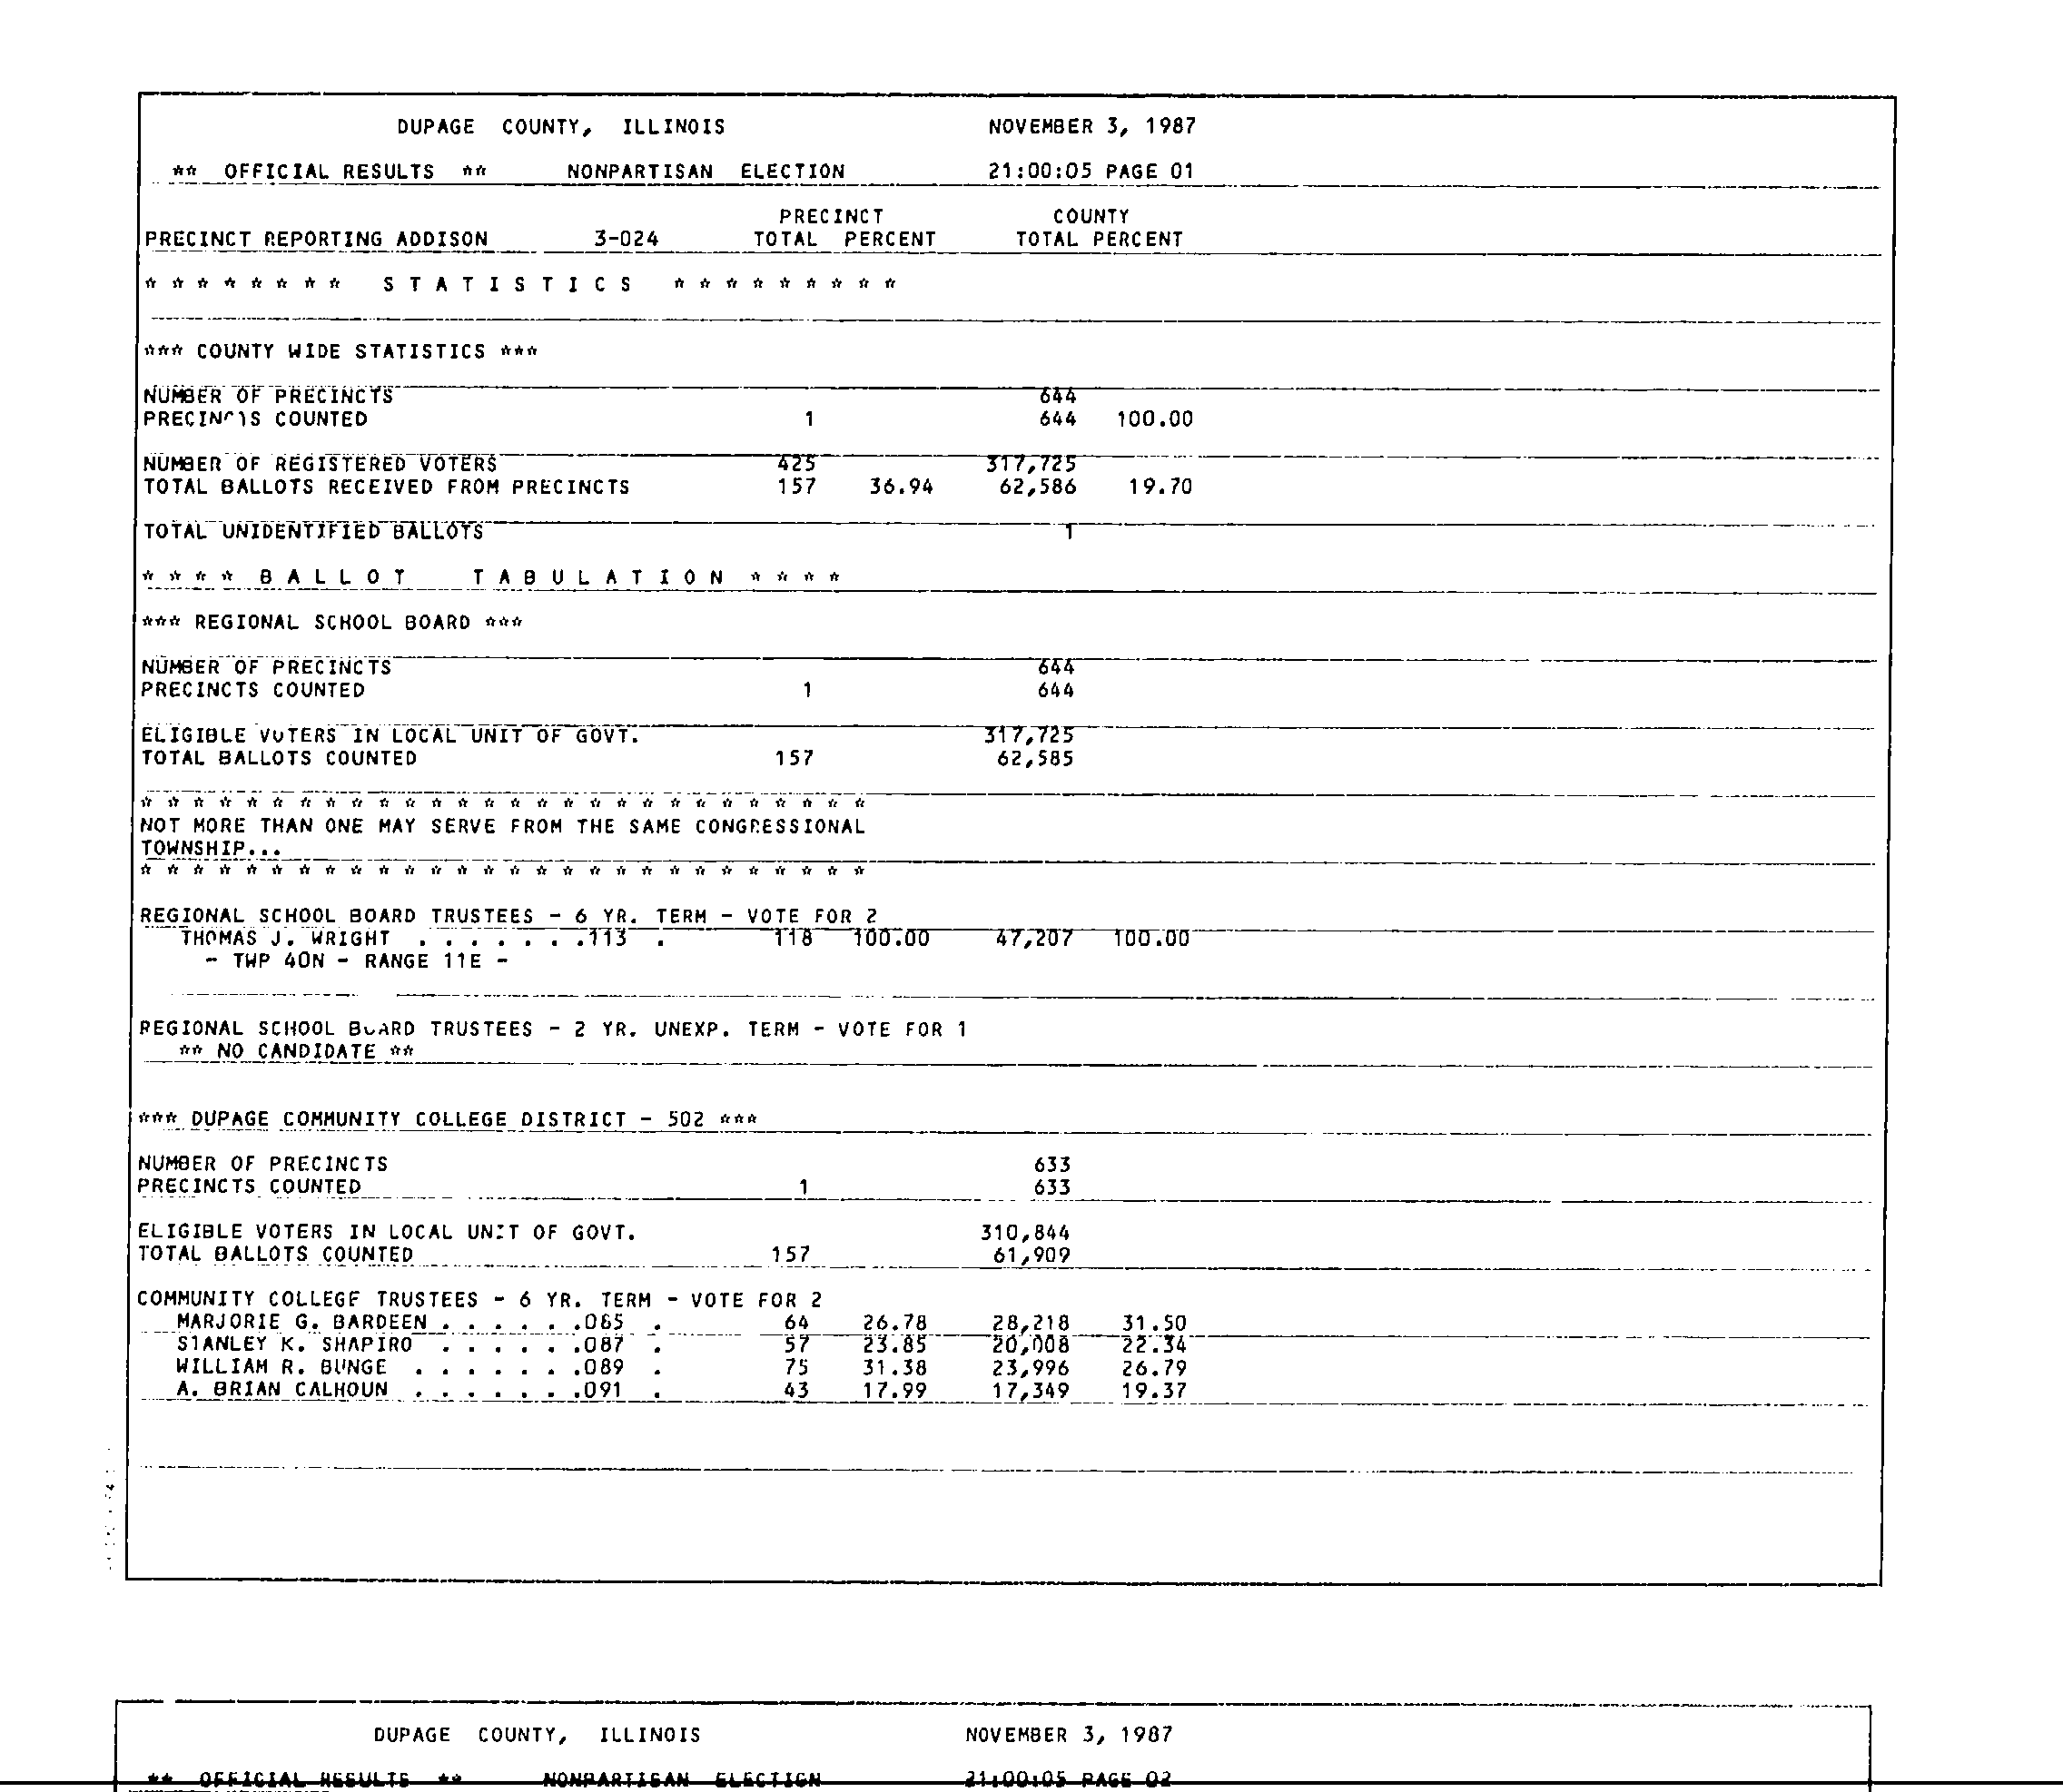 DUPAGE COUNTY, ILLINOIS NOVEMBER 3, 1987
** OFFICIAL RESULTS ** NONPARTISAN ELECTION 21:00:05 PAGE 01
PRECINCT COUNTY
PRECINCT REPORTING ADDISON 3-024 TOTAL PERCENT TOTAL PERCENT
* * * * * * * * S T A T I S T I C S * * * * * * * * *
*** COUNTY WIDE STATISTICS ***
NUMBER OF PRECINCTS 644
PRECINCTS COUNTED 1 644 100.00
NUMBER OF REGISTERED VOTERS 425 317,725
TOTAL BALLOTS RECEIVED FROM PRECINCTS 157 36.94 62,586 19.70
TOTAL UNIDENTIFIED BALLOTS 1
* * * * B A L L O T T A B U L A T I O N * * * *
*** REGIONAL SCHOOL BOARD ***
NUMBER OF PRECINCTS 644
PRECINCTS COUNTED 1 644
ELIGIBLE VOTERS IN LOCAL UNIT OF GOVT. 317,725
TOTAL BALLOTS COUNTED 157 62,585
* * * * * * * * * * * * * * * * * * * * * * * * * * * *
NOT MORE THAN ONE MAY SERVE FROM THE SAME CONGRESSIONAL
TOWNSHIP...
* * * * * * * * * * * * * * * * * * * * * * * * * * * *
REGIONAL SCHOOL BOARD TRUSTEES - 6 YR. TERM - VOTE FOR 2
THOMAS J. WRIGHT . . . . . . .113 . 118 100.00 47,207 100.00
- TWP 40N - RANGE 11E -
REGIONAL SCHOOL BOARD TRUSTEES - 2 YR. UNEXP. TERM - VOTE FOR 1
** NO CANDIDATE **
*** DUPAGE COMMUNITY COLLEGE DISTRICT - 502 ***
NUMBER OF PRECINCTS 633
PRECINCTS COUNTED 1 633
ELIGIBLE VOTERS IN LOCAL UNIT OF GOVT. 310,844
TOTAL BALLOTS COUNTED 157 61,909
COMMUNITY COLLEGE TRUSTEES - 6 YR. TERM - VOTE FOR 2
MARJORIE G. BARDEEN . . . . . .085 . 64 26.78 28,218 31.50
STANLEY K. SHAPIRO . . . . . .087 . 57 23.85 20,008 22.34
WILLIAM R. BUNGE . . . . . . .089 . 75 31.38 23,996 26.79
A. BRIAN CALHOUN . . . . . . .091 . 43 17.99 17,349 19.37
DUPAGE COUNTY, ILLINOIS NOVEMBER 3, 1987
** OFFICIAL RESULTS ** NONPARTISAN ELECTION 21:00:05 PAGE 02